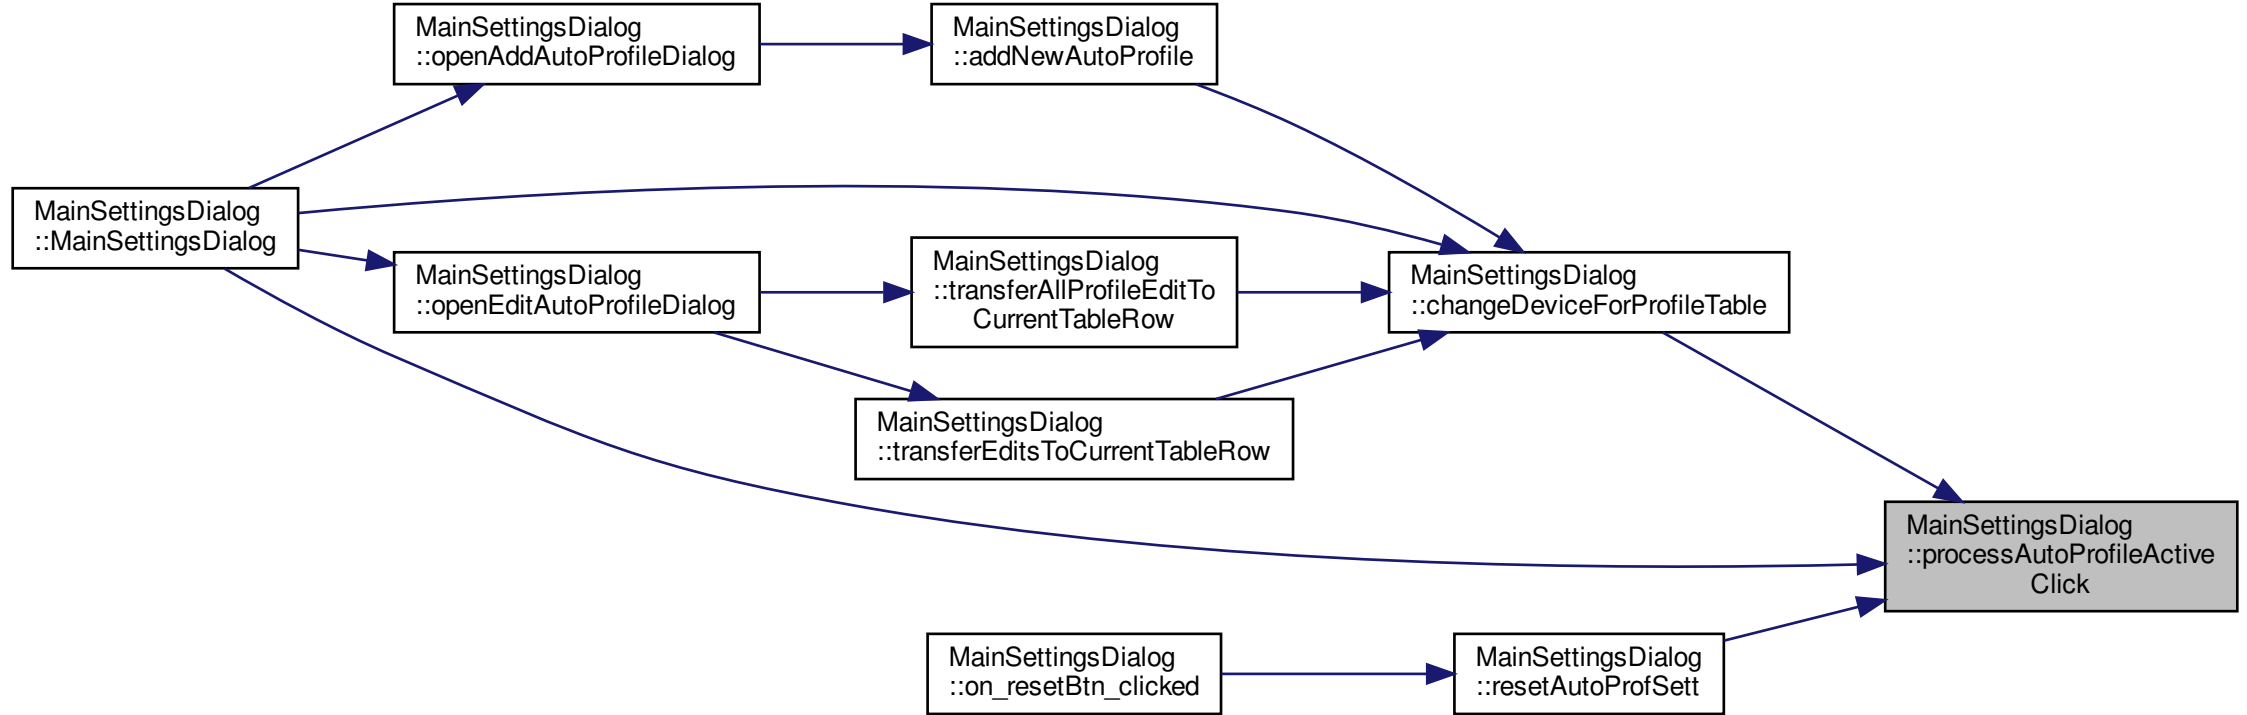 MainSettingsDialog
::openAddAutoProfileDialog
MainSettingsDialog
::addNewAutoProfile
MainSettingsDialog
::MainSettingsDialog
MainSettingsDialog
::openEditAutoProfileDialog
MainSettingsDialog
::transferAllProfileEditTo
CurrentTableRow
MainSettingsDialog
::changeDeviceForProfileTable
MainSettingsDialog
::transferEditsToCurrentTableRow
MainSettingsDialog
::processAutoProfileActive
Click
MainSettingsDialog
::on_resetBtn_clicked
MainSettingsDialog
::resetAutoProfSett